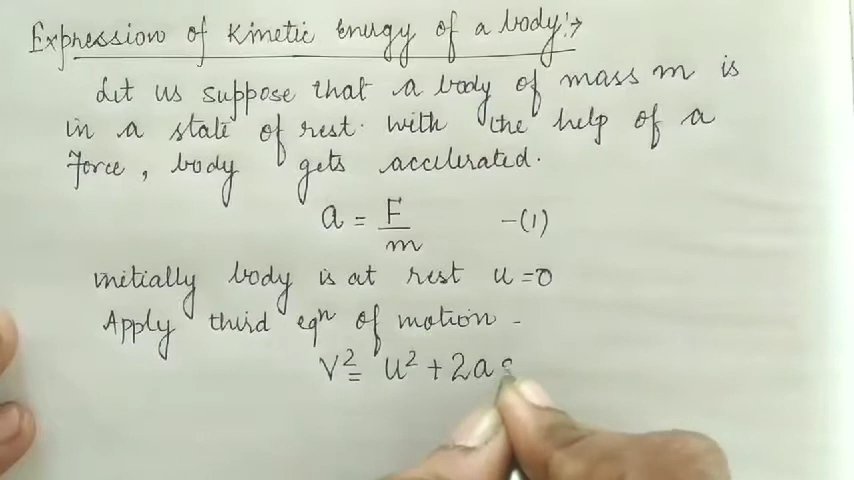 Expression of Kinetic energy of a body:→
Let us suppose that a body of mass m is
in a state of rest. With the help of a
Force, body gets accelerated.
a = F/m -(1)
initially body is at rest u = 0
Apply third eqn of motion -
V² = u² + 2as